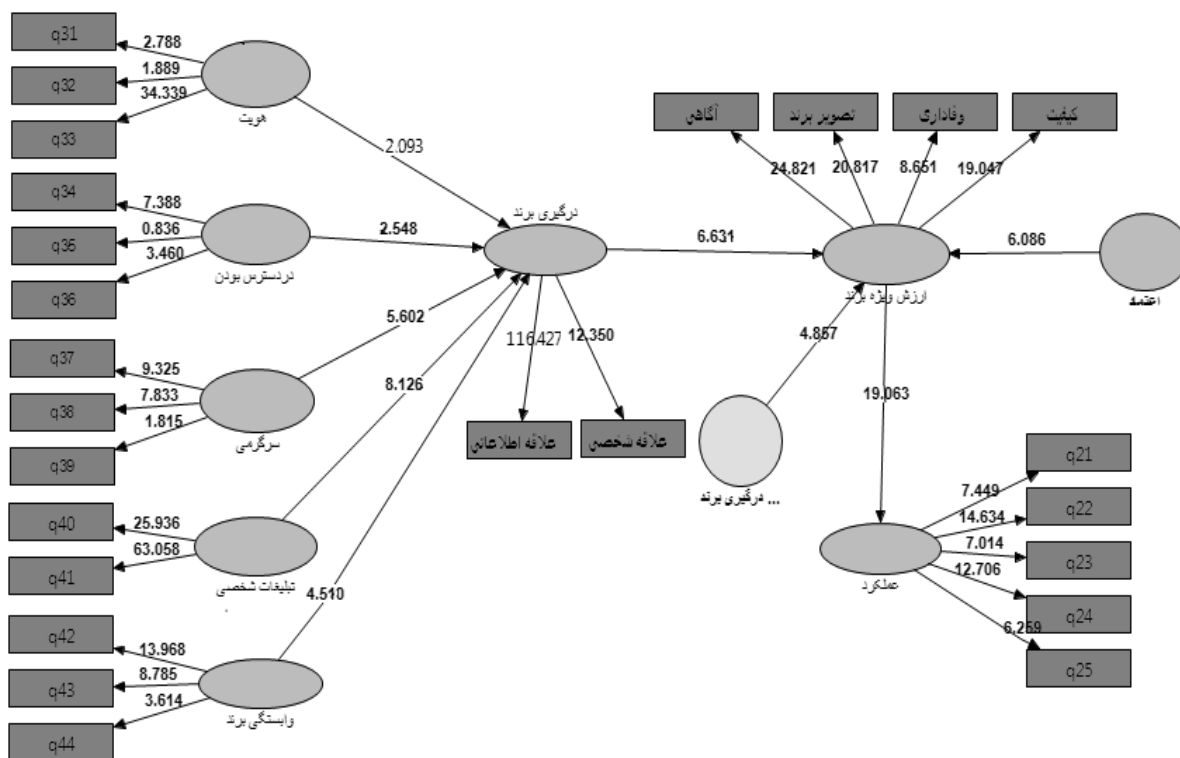 q31
2.788
q32
1.889
q33
34.339
هویت
2.093
q34
7.388
q35
0.836
q36
3.460
دردسترس بودن
2.548
q37
9.325
q38
7.833
q39
1.815
سرگرمی
5.602
q40
25.936
q41
63.058
تبلیغات شخصی
8.126
q42
13.968
q43
8.785
q44
3.614
وابستگی برند
4.510
درگیری برند
116.427
12.350
علاقه اطلاعاتی
علاقه شخصی
6.631
آگاهی
تصویر برند
وفاداری
کیفیت
24.821
20.817
8.651
19.047
ارزش ویژه برند
6.086
اعتماد
4.857
درگیری برند ...
19.063
عملکرد
q21
7.449
q22
14.634
q23
7.014
q24
12.706
q25
6.259